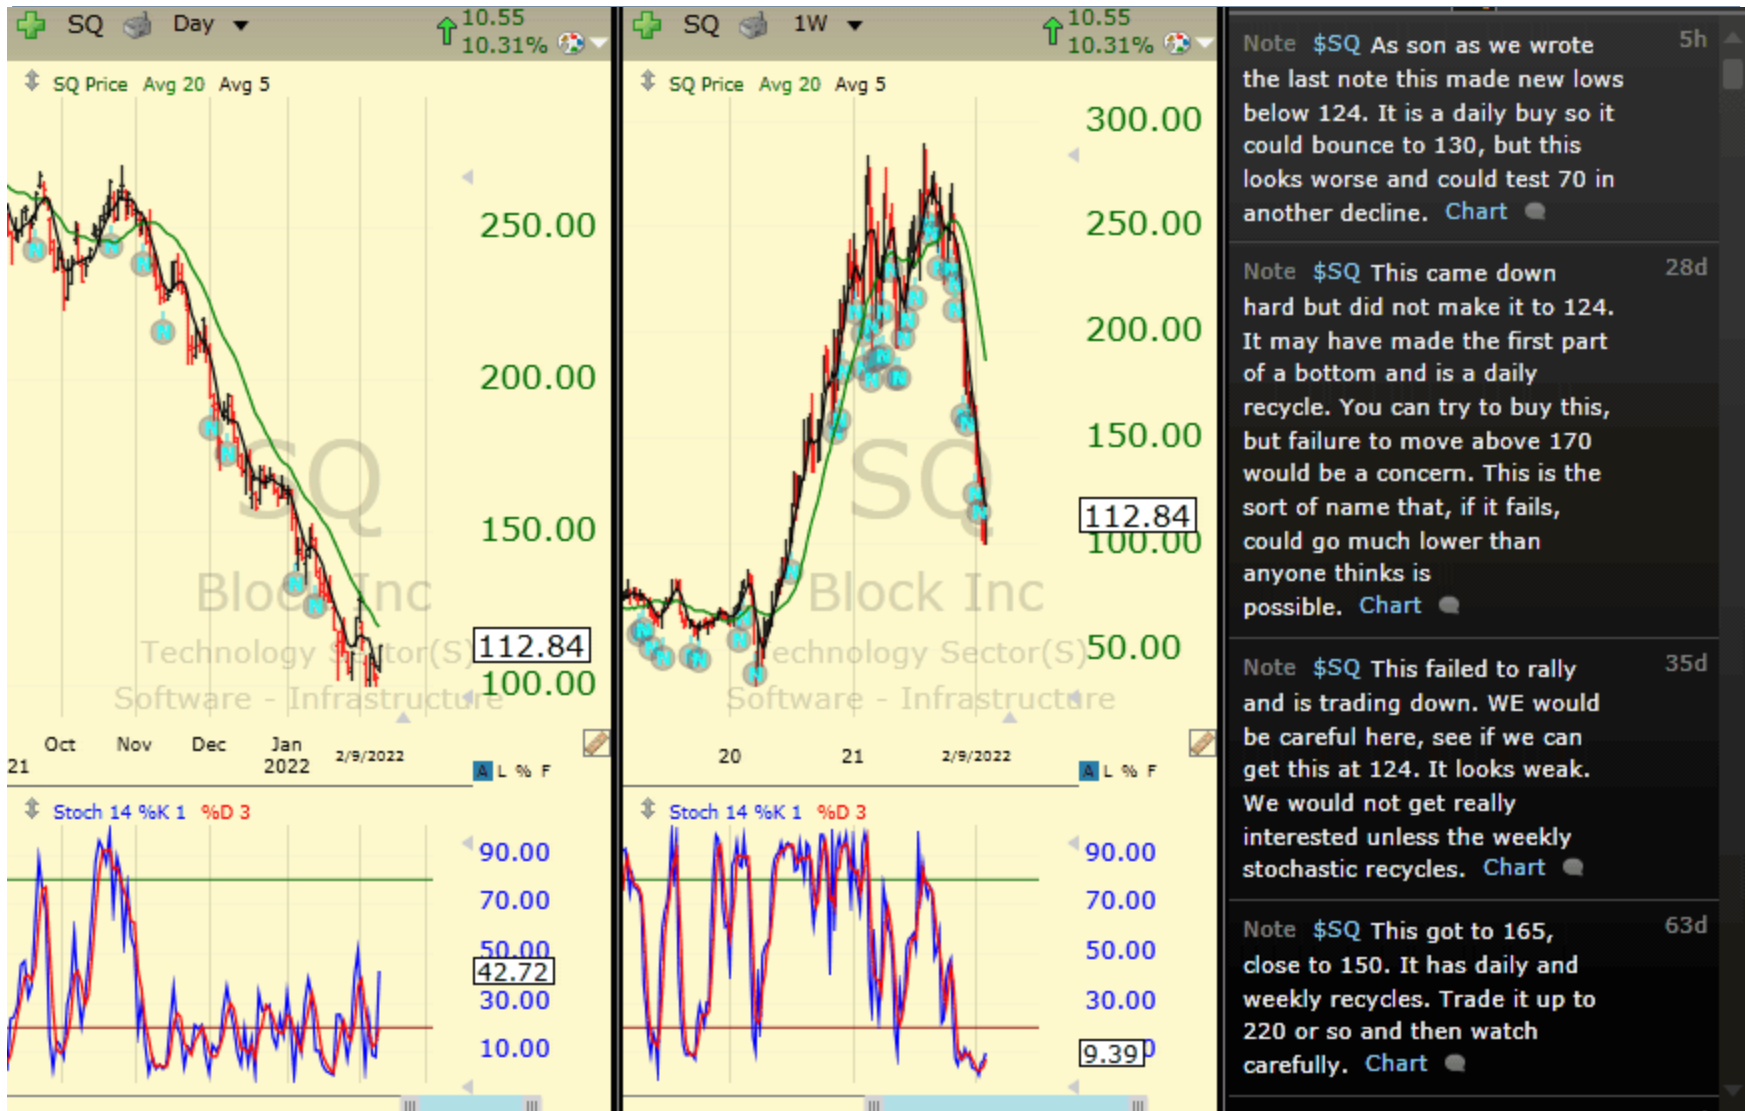 SQ Day
10.55
10.31%
SQ Price Avg 20 Avg 5
250.00
200.00
150.00
112.84
100.00
SQ
Block Inc
Technology Sector(S)
Software - Infrastructure
Oct Nov Dec Jan 2/9/2022
21 2022
A L % F
Stoch 14 %K 1 %D 3
90.00
70.00
50.00
42.72
30.00
10.00
SQ 1W
10.55
10.31%
SQ Price Avg 20 Avg 5
300.00
250.00
200.00
150.00
112.84
100.00
50.00
SQ
Block Inc
Technology Sector(S)
Software - Infrastructure
20 21 2/9/2022
A L % F
Stoch 14 %K 1 %D 3
90.00
70.00
50.00
30.00
9.39
Note $SQ As son as we wrote 5h
the last note this made new lows
below 124. It is a daily buy so it
could bounce to 130, but this
looks worse and could test 70 in
another decline. Chart
Note $SQ This came down 28d
hard but did not make it to 124.
It may have made the first part
of a bottom and is a daily
recycle. You can try to buy this,
but failure to move above 170
would be a concern. This is the
sort of name that, if it fails,
could go much lower than
anyone thinks is
possible. Chart
Note $SQ This failed to rally 35d
and is trading down. WE would
be careful here, see if we can
get this at 124. It looks weak.
We would not get really
interested unless the weekly
stochastic recycles. Chart
Note $SQ This got to 165, 63d
close to 150. It has daily and
weekly recycles. Trade it up to
220 or so and then watch
carefully. Chart